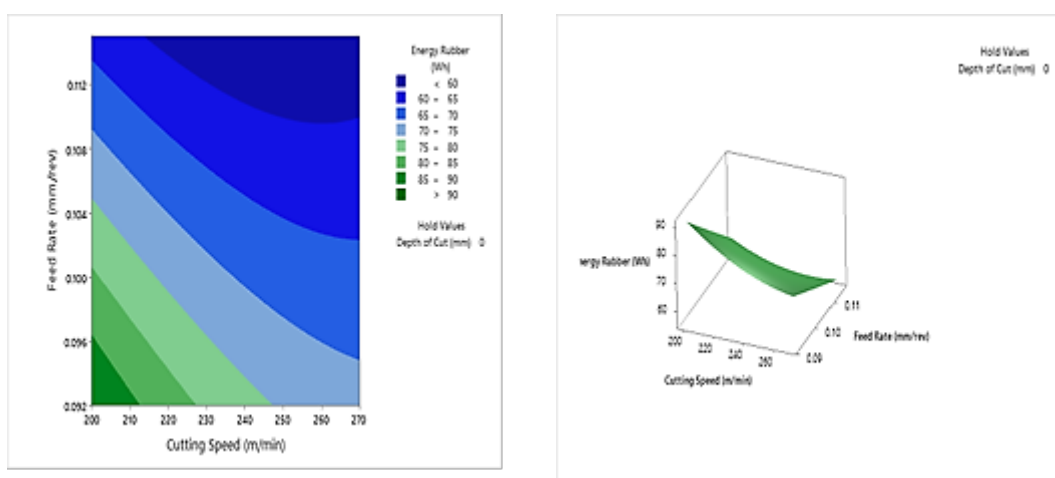 Energy Rubber
(Wh)
< 60
60 – 65
65 – 70
70 – 75
75 – 80
80 – 85
85 – 90
> 90
Hold Values
Depth of Cut (mm) 0
0.112
0.108
0.104
0.100
0.096
0.092
Feed Rate (mm/rev)
200 210 220 230 240 250 260 270
Cutting Speed (m/min)
Hold Values
Depth of Cut (mm) 0
90
80
70
60
nergy Rubber (Wh)
200 220 240 260
Cutting Speed (m/min)
0.09
0.10
0.11
Feed Rate (mm/rev)